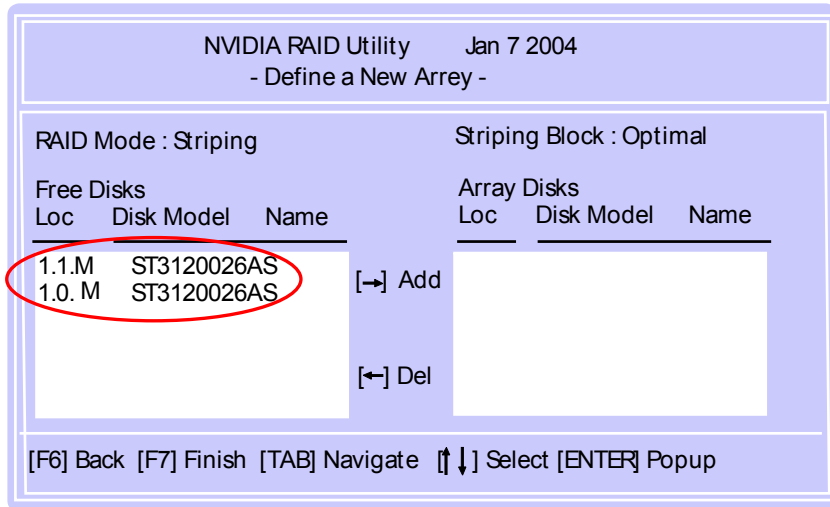 NVIDIA RAID Utility Jan 7 2004
- Define a New Arrey -
RAID Mode : Striping
Striping Block : Optimal
Free Disks
Loc Disk Model Name
Array Disks
Loc Disk Model Name
1.1.M ST3120026AS
1.0. M ST3120026AS
[→] Add
[←] Del
[F6] Back [F7] Finish [TAB] Navigate [↑↓] Select [ENTER] Popup